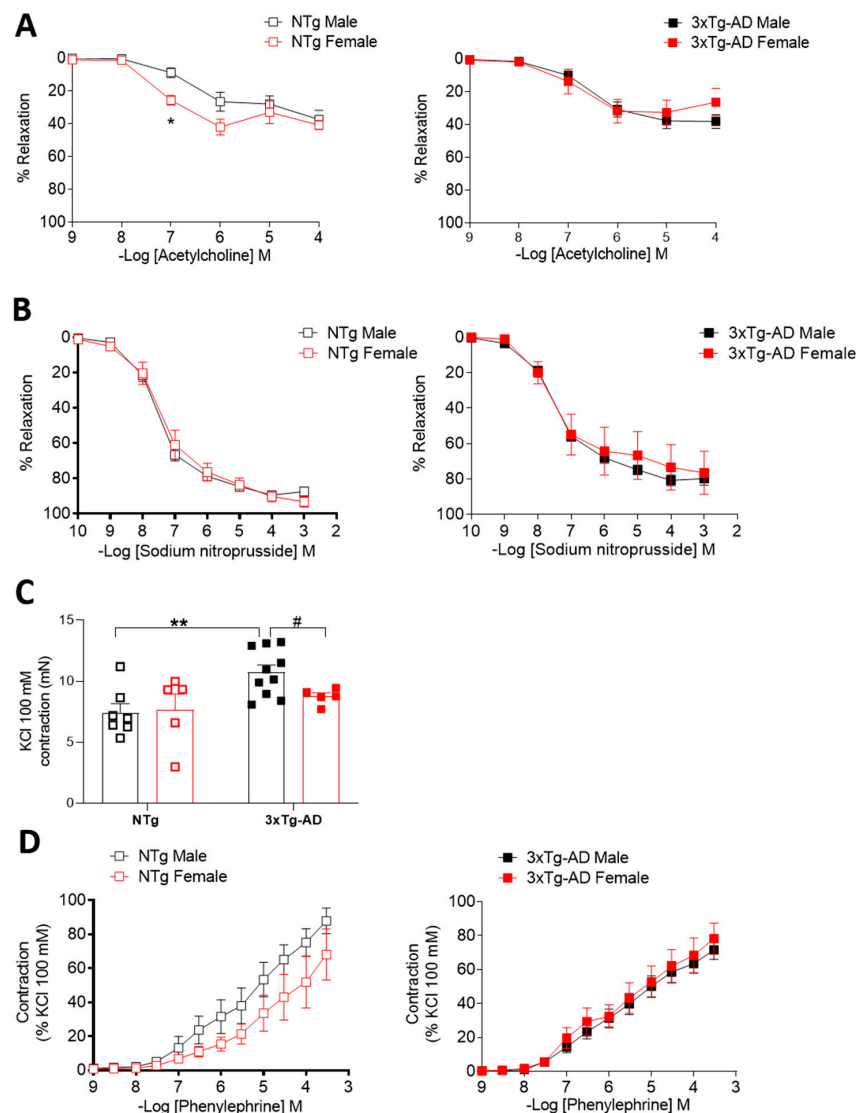 A
NTg Male
NTg Female
3xTg-AD Male
3xTg-AD Female
0
20
40
60
80
100
% Relaxation
*
9 8 7 6 5 4
-Log [Acetylcholine] M
0
20
40
60
80
100
% Relaxation
9 8 7 6 5 4
-Log [Acetylcholine] M
B
NTg Male
NTg Female
3xTg-AD Male
3xTg-AD Female
0
20
40
60
80
100
% Relaxation
10 9 8 7 6 5 4 3 2
-Log [Sodium nitroprusside] M
0
20
40
60
80
100
% Relaxation
10 9 8 7 6 5 4 3 2
-Log [Sodium nitroprusside] M
C
15
10
5
0
KCl 100 mM
contraction (mN)
** #
NTg 3xTg-AD
D
NTg Male
NTg Female
3xTg-AD Male
3xTg-AD Female
100
80
60
40
20
0
Contraction
(% KCl 100 mM)
9 8 7 6 5 4 3
-Log [Phenylephrine] M
100
80
60
40
20
0
Contraction
(% KCl 100 mM)
9 8 7 6 5 4 3
-Log [Phenylephrine] M